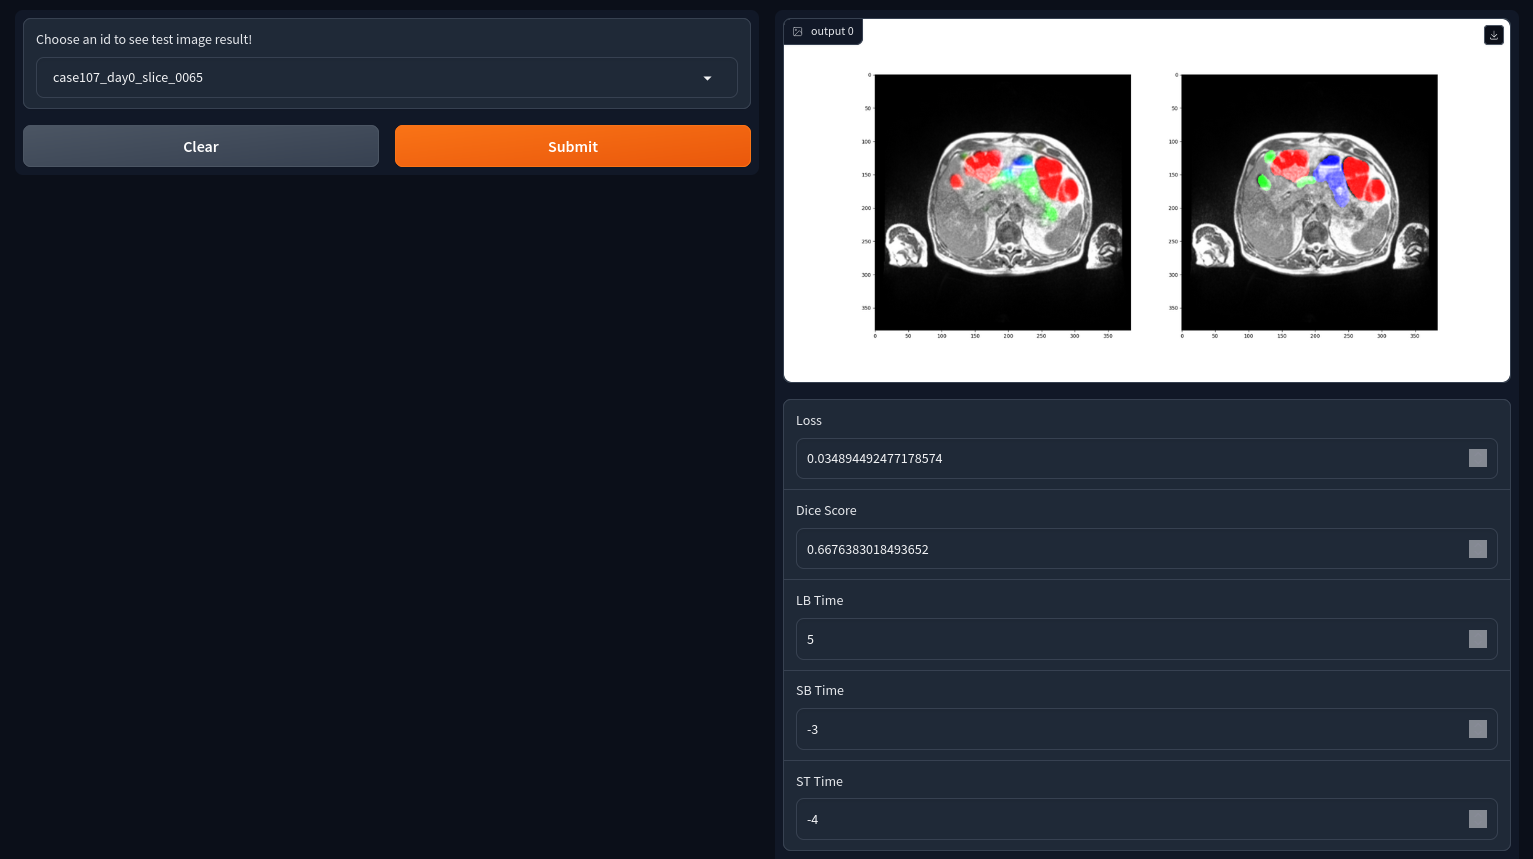 Choose an id to see test image result!
case107_day0_slice_0065
Clear
Submit
output 0
0
50
100
150
200
250
300
350
0 50 100 150 200 250 300 350
0
50
100
150
200
250
300
350
0 50 100 150 200 250 300 350
Loss
0.034894492477178574
Dice Score
0.6676383018493652
LB Time
5
SB Time
-3
ST Time
-4